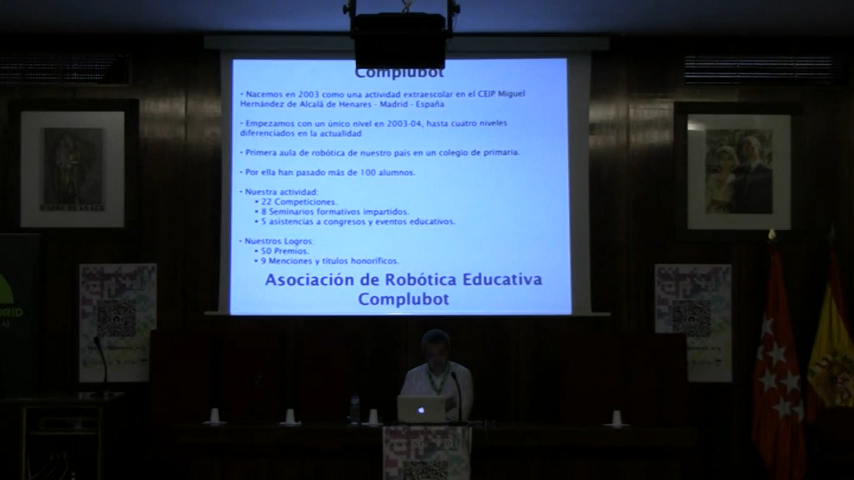 Complubot
- Nacemos en 2003 como una actividad extraescolar en el CEIP Miguel
Hernández de Alcalá de Henares - Madrid - España
- Empezamos con un único nivel en 2003-04, hasta cuatro niveles
diferenciados en la actualidad
- Primera aula de robótica de nuestro país en un colegio de primaria.
- Por ella han pasado más de 100 alumnos.
- Nuestra actividad:
• 22 Competiciones.
• 8 Seminarios formativos impartidos.
• 5 asistencias a congresos y eventos educativos.
- Nuestros Logros:
• 50 Premios.
• 9 Menciones y títulos honoríficos.
Asociación de Robótica Educativa
Complubot